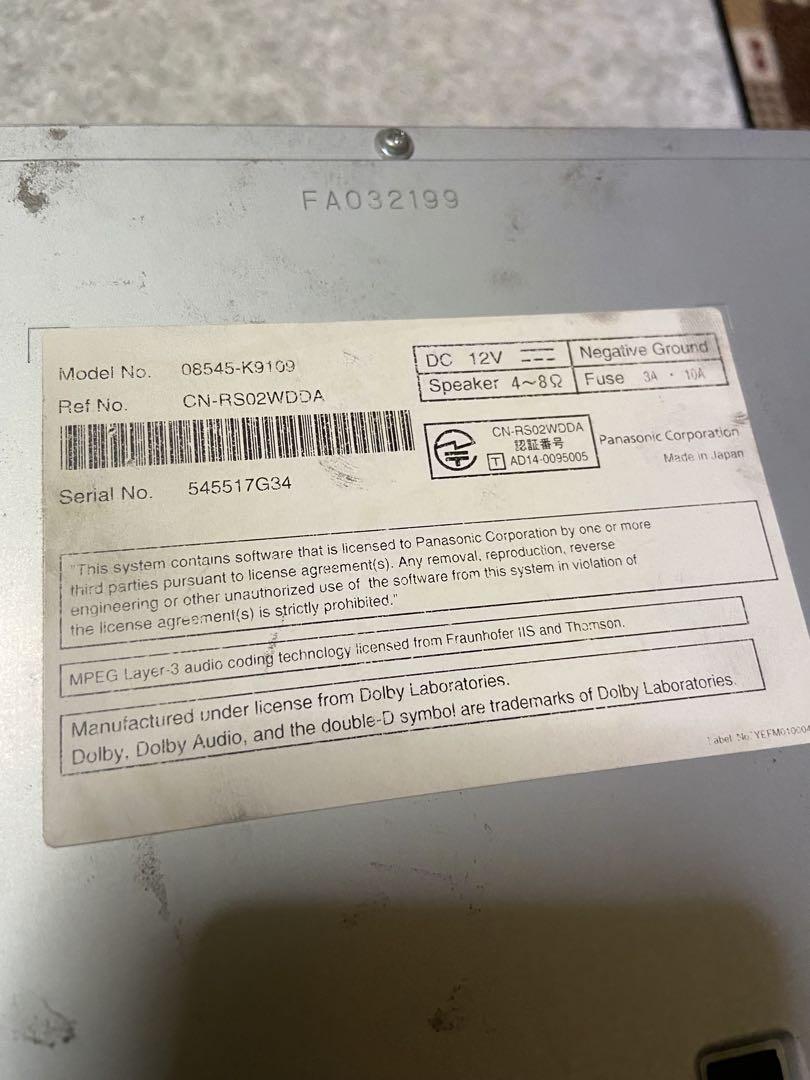 FA032199
Model No. 08545-K9109
Ref No. CN-RS02WDDA
Serial No. 545517G34
DC 12V
Negative Ground
Speaker 4~8Ω
Fuse 3A · 10A
CN-RS02WDDA
認証番号
T AD14-0095005
Panasonic Corporation
Made in Japan
"This system contains software that is licensed to Panasonic Corporation by one or more
third parties pursuant to license agreement(s). Any removal, reproduction, reverse
engineering or other unauthorized use of the software from this system in violation of
the license agreement(s) is strictly prohibited."
MPEG Layer-3 audio coding technology licensed from Fraunhofer IIS and Thomson.
Manufactured under license from Dolby Laboratories.
Dolby, Dolby Audio, and the double-D symbol are trademarks of Dolby Laboratories.
Label No.